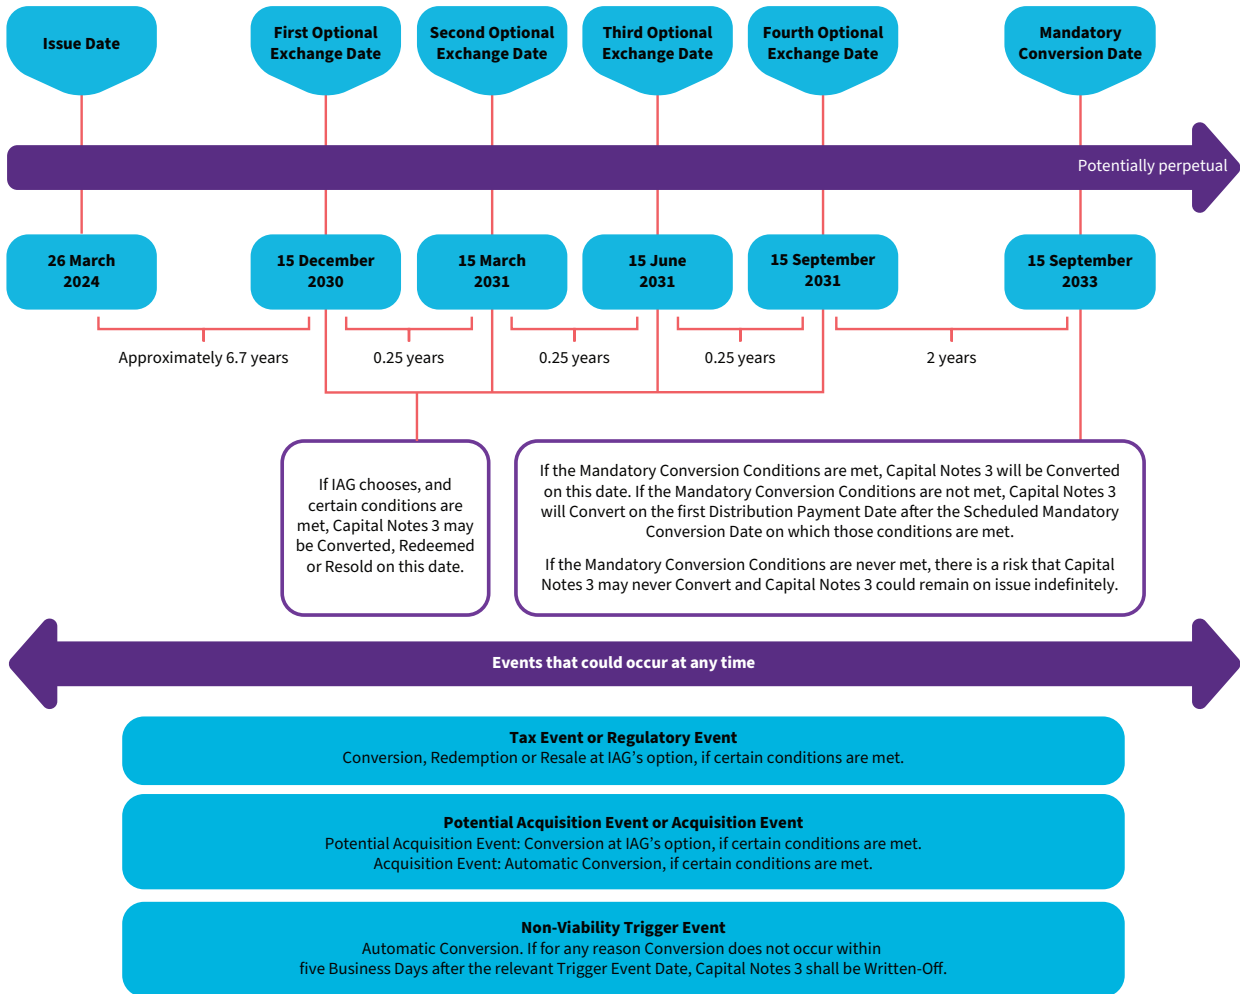 Issue Date
First Optional
Exchange Date
Second Optional
Exchange Date
Third Optional
Exchange Date
Fourth Optional
Exchange Date
Mandatory
Conversion Date
Potentially perpetual
26 March
2024
15 December
2030
15 March
2031
15 June
2031
15 September
2031
15 September
2033
Approximately 6.7 years
0.25 years
0.25 years
0.25 years
2 years
If IAG chooses, and
certain conditions are
met, Capital Notes 3 may
be Converted, Redeemed
or Resold on this date.
If the Mandatory Conversion Conditions are met, Capital Notes 3 will be Converted
on this date. If the Mandatory Conversion Conditions are not met, Capital Notes 3
will Convert on the first Distribution Payment Date after the Scheduled Mandatory
Conversion Date on which those conditions are met.
If the Mandatory Conversion Conditions are never met, there is a risk that Capital
Notes 3 may never Convert and Capital Notes 3 could remain on issue indefinitely.
Events that could occur at any time
Tax Event or Regulatory Event
Conversion, Redemption or Resale at IAG's option, if certain conditions are met.
Potential Acquisition Event or Acquisition Event
Potential Acquisition Event: Conversion at IAG's option, if certain conditions are met.
Acquisition Event: Automatic Conversion, if certain conditions are met.
Non-Viability Trigger Event
Automatic Conversion. If for any reason Conversion does not occur within
five Business Days after the relevant Trigger Event Date, Capital Notes 3 shall be Written-Off.